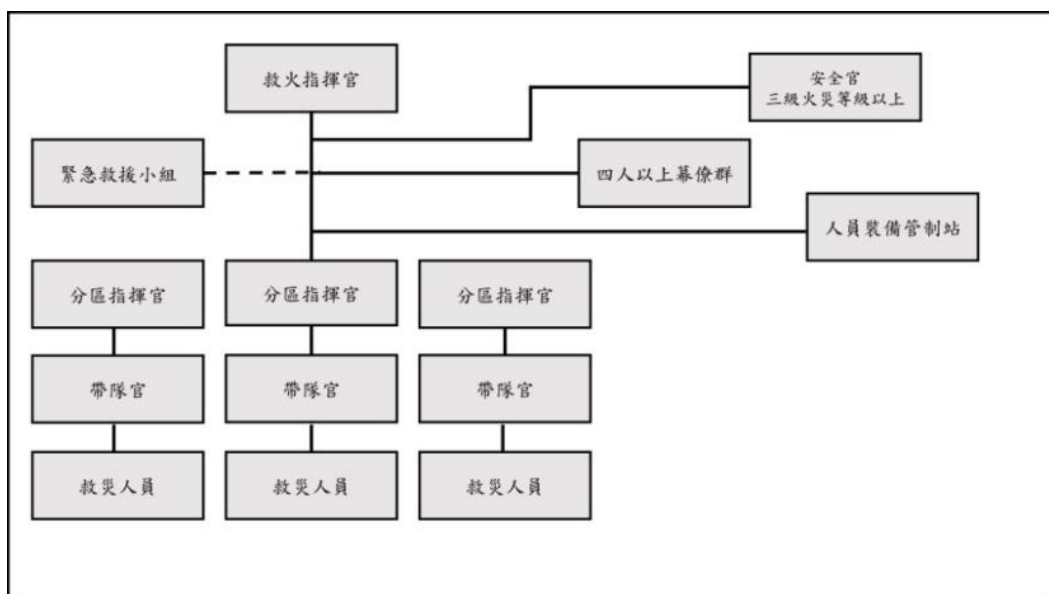 救火指揮官
安全官
三級火災等級以上
緊急救援小組
四人以上幕僚群
人員裝備管制站
分區指揮官
分區指揮官
分區指揮官
帶隊官
帶隊官
帶隊官
救災人員
救災人員
救災人員